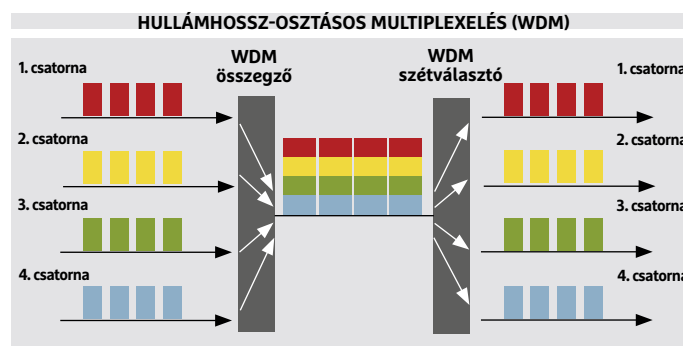 HULLÁMHOSSZ-OSZTÁSOS MULTIPLEXELÉS (WDM)
WDM
összegző
WDM
szétválasztó
1. csatorna
2. csatorna
3. csatorna
4. csatorna
1. csatorna
2. csatorna
3. csatorna
4. csatorna